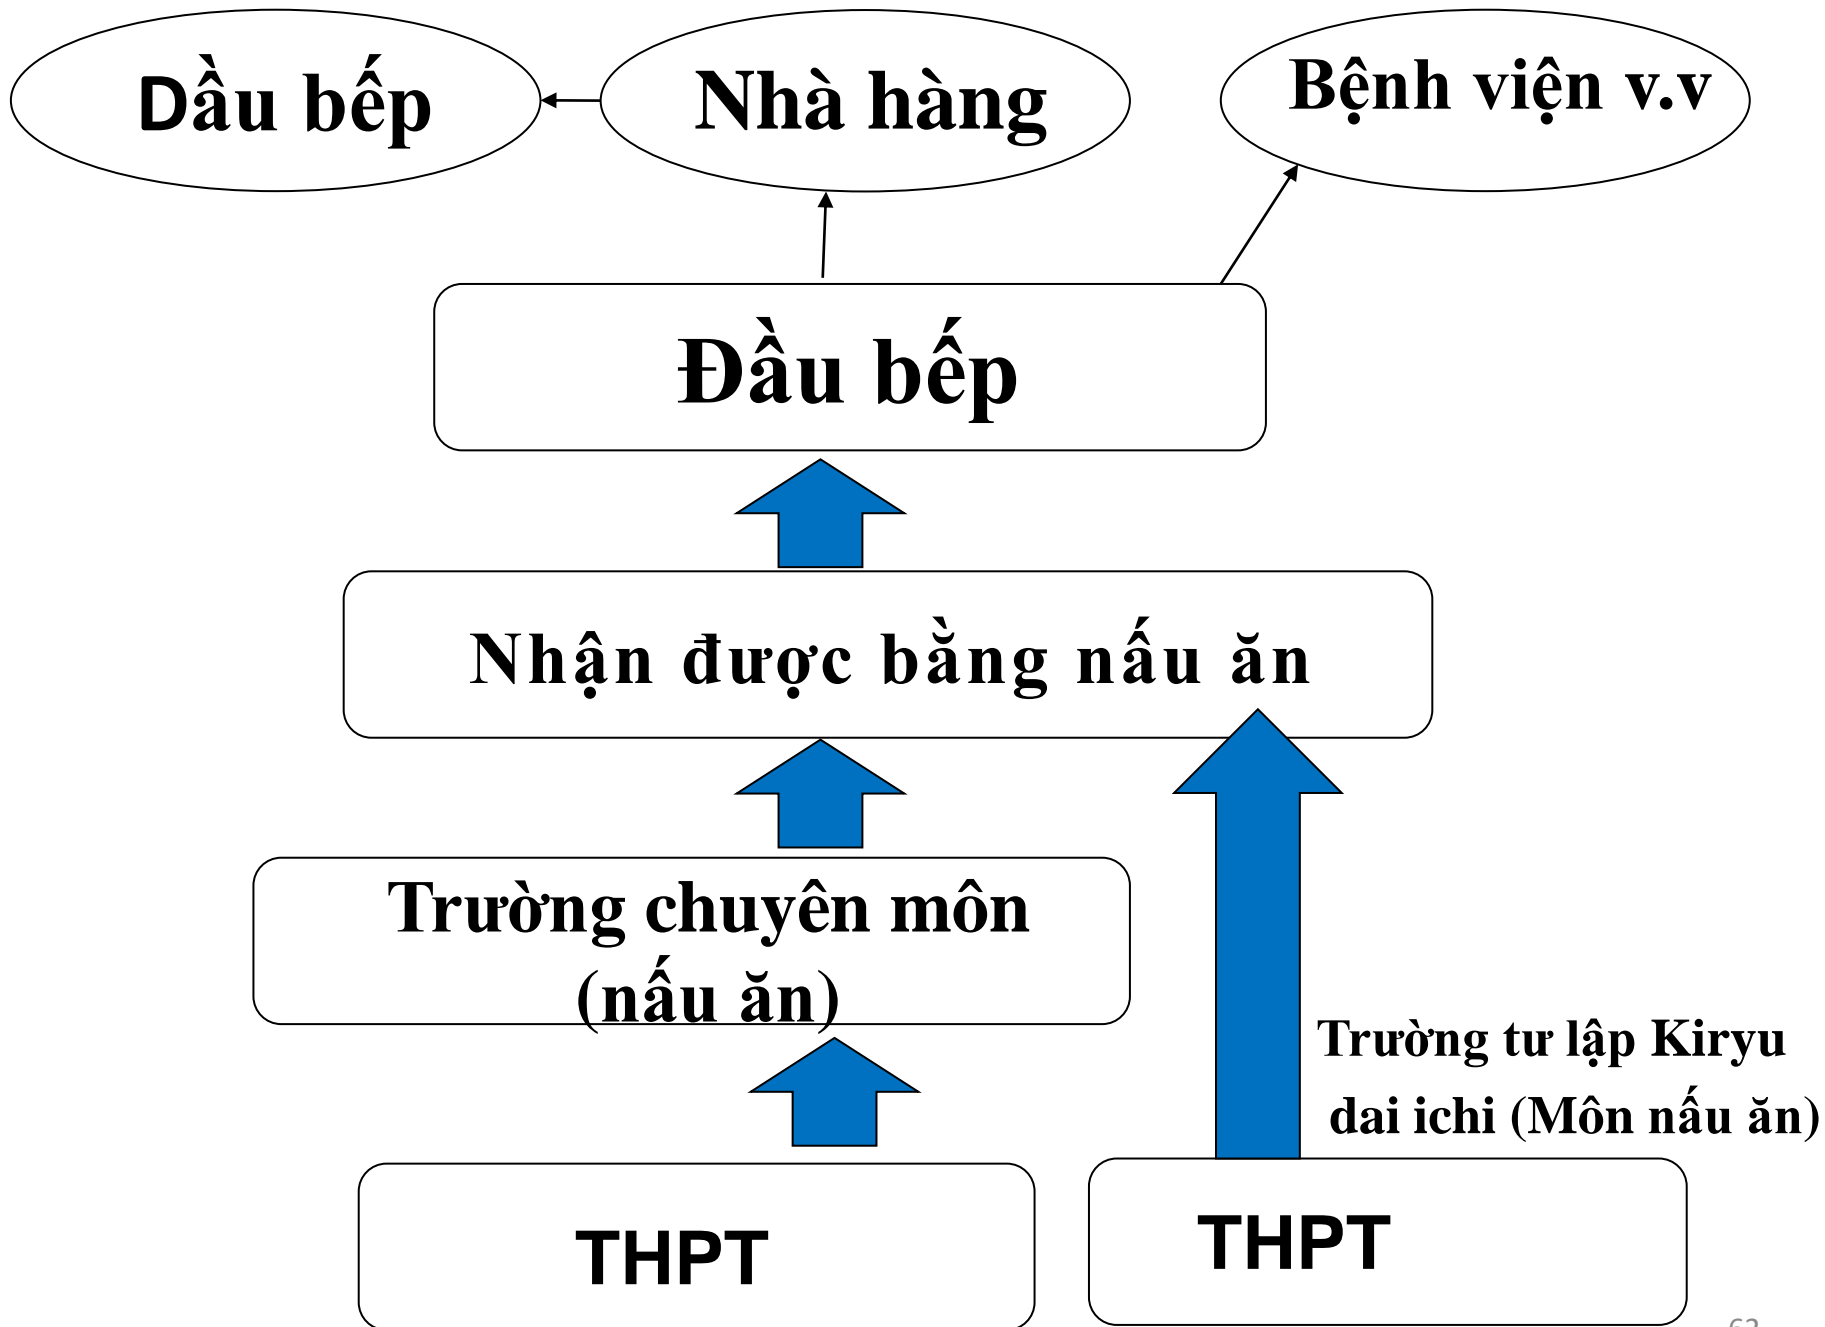 Dầu bếp
Nhà hàng
Bệnh viện v.v
Đầu bếp
Nhận được bằng nấu ăn
Trường chuyên môn
(nấu ăn)
Trường tư lập Kiryu
dai ichi (Môn nấu ăn)
THPT
THPT